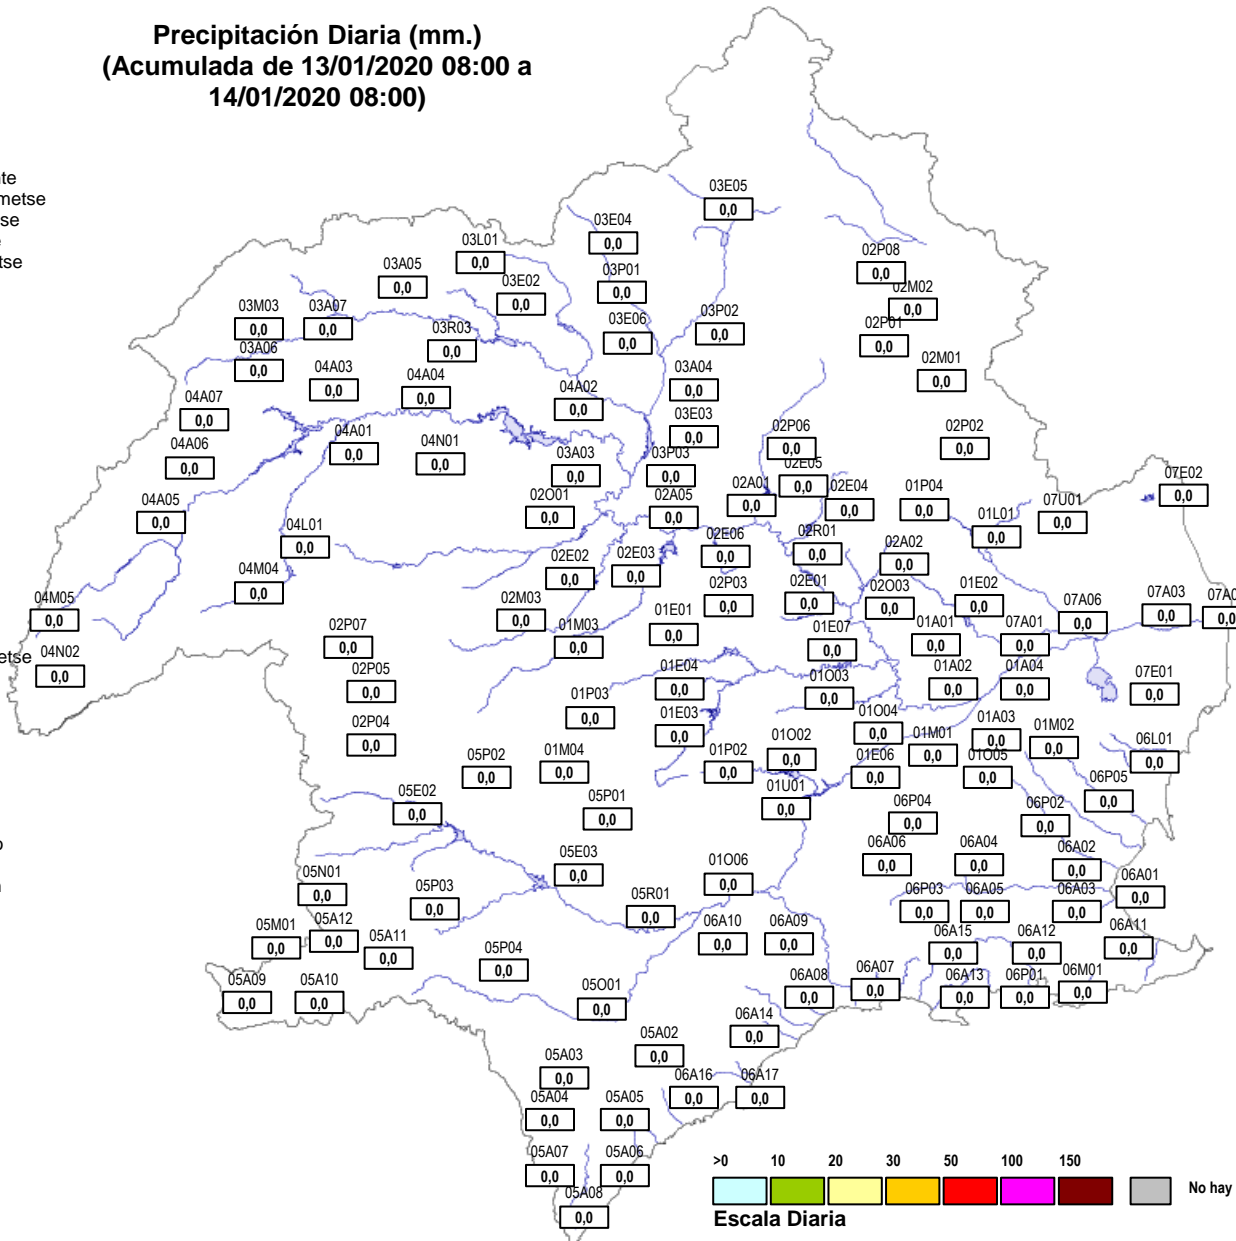 Precipitación Diaria (mm.)
(Acumulada de 13/01/2020 08:00 a
14/01/2020 08:00)
03E05
0,0
03E04
0,0
03L01
0,0
02P08
0,0
03A05
0,0
03P01
0,0
03E02
0,0
02M02
0,0
03M03
0,0
03A07
0,0
03E06
0,0
03P02
0,0
03R03
0,0
02P01
0,0
03A06
0,0
02M01
0,0
04A03
0,0
04A04
0,0
03A04
0,0
04A02
0,0
04A07
0,0
03E03
0,0
04A01
0,0
04N01
0,0
02P06
0,0
02P02
0,0
04A06
0,0
03A03
0,0
03P03
0,0
02E05
0,0
07E02
0,0
04A05
0,0
02O01
0,0
02A05
0,0
02A01
0,0
02E04
0,0
01P04
0,0
07U01
0,0
01L01
0,0
04L01
0,0
02E06
0,0
02R01
0,0
02A02
0,0
02E02
0,0
02E03
0,0
04M04
0,0
02P03
0,0
02E01
0,0
02O03
0,0
01E02
0,0
04M05
0,0
02M03
0,0
01E01
0,0
07A06
0,0
07A03
0,0
07A0
0,0
02P07
0,0
01M03
0,0
01E07
0,0
01A01
0,0
07A01
0,0
etse
04N02
0,0
02P05
0,0
01E04
0,0
01O03
0,0
01A02
0,0
01A04
0,0
07E01
0,0
01P03
0,0
02P04
0,0
01E03
0,0
01O04
0,0
01M01
0,0
01A03
0,0
01M02
0,0
06L01
0,0
05P02
0,0
01M04
0,0
01P02
0,0
01O02
0,0
01E06
0,0
01O05
0,0
05E02
0,0
05P01
0,0
01U01
0,0
06P04
0,0
06P02
0,0
06P05
0,0
05E03
0,0
01O06
0,0
06A06
0,0
06A04
0,0
06A02
0,0
05N01
0,0
05P03
0,0
05R01
0,0
06P03
0,0
06A05
0,0
06A03
0,0
06A01
0,0
05M01
0,0
05A12
0,0
05A11
0,0
05P04
0,0
06A10
0,0
06A09
0,0
06A15
0,0
06A12
0,0
06A11
0,0
05A09
0,0
05A10
0,0
05O01
0,0
06A08
0,0
06A07
0,0
06A13
0,0
06P01
0,0
06M01
0,0
05A02
0,0
06A14
0,0
05A03
0,0
06A16
0,0
06A17
0,0
05A04
0,0
05A05
0,0
05A07
0,0
05A06
0,0
05A08
0,0
>0 10 20 30 50 100 150
No hay
Escala Diaria